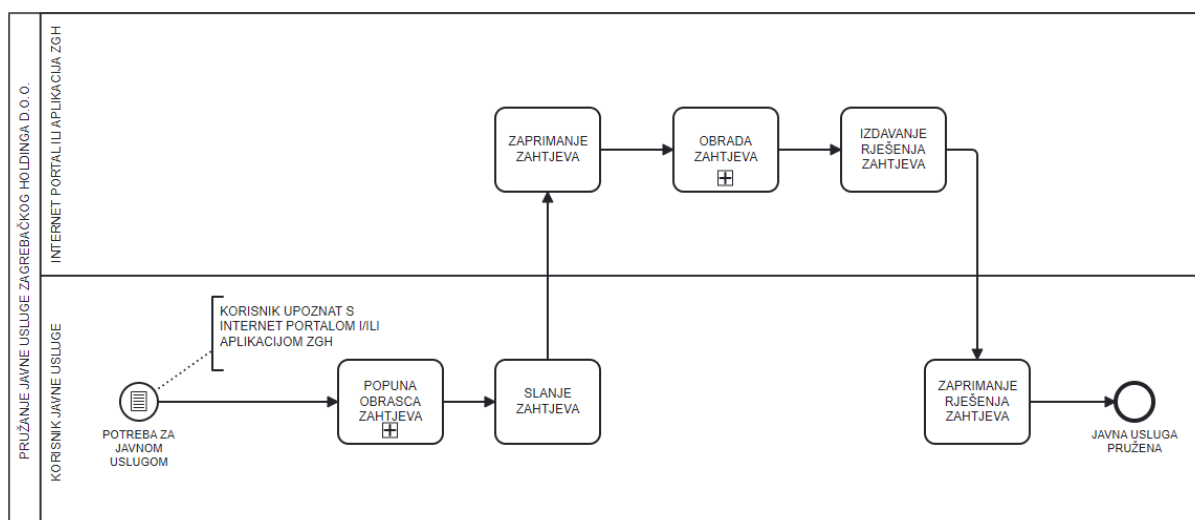 PRUŽANJE JAVNE USLUGE ZAGREBAČKOG HOLDINGA D.O.O.
INTERNET PORTAL ILI APLIKACIJA ZGH
ZAPRIMANJE
ZAHTJEVA
OBRADA
ZAHTJEVA
IZDAVANJE
RJEŠENJA
ZAHTJEVA
KORISNIK JAVNE USLUGE
KORISNIK UPOZNAT S
INTERNET PORTALOM I/ILI
APLIKACIJOM ZGH
POTREBA ZA
JAVNOM
USLUGOM
POPUNA
OBRASCA
ZAHTJEVA
SLANJE
ZAHTJEVA
ZAPRIMANJE
RJEŠENJA
ZAHTJEVA
JAVNA USLUGA
PRUŽENA